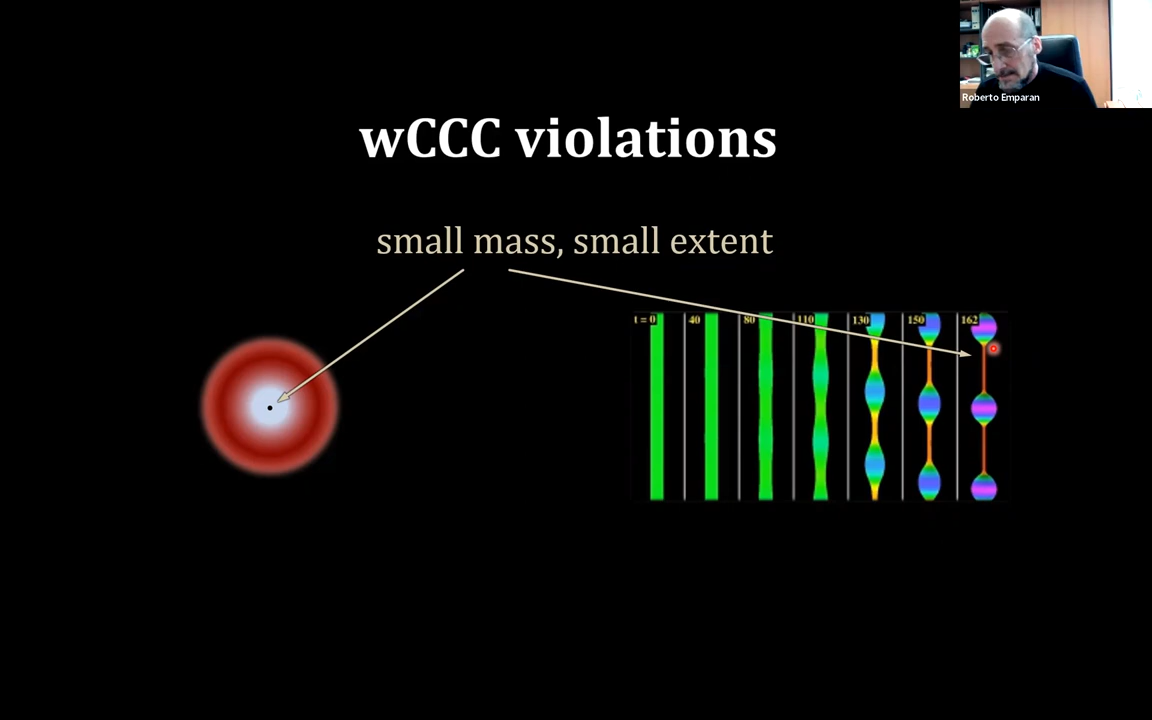 Roberto Emparan
wCCC violations
small mass, small extent
t = 0 40 80 110 130 150 162